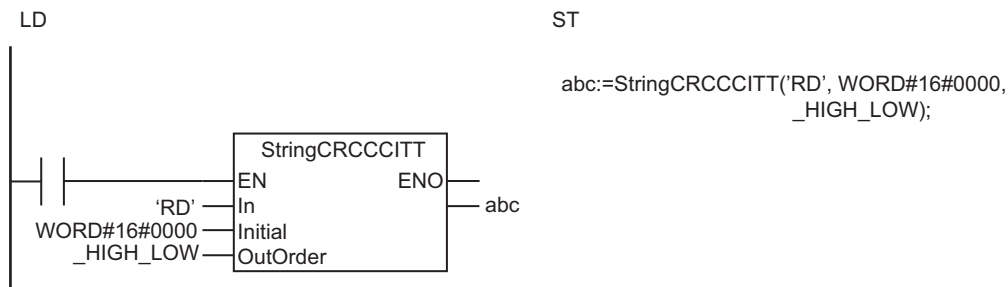 LD
ST
abc:=StringCRCCCITT('RD', WORD#16#0000,
_HIGH_LOW);
StringCRCCCITT
EN ENO
‘RD’ In abc
WORD#16#0000 Initial
_HIGH_LOW OutOrder